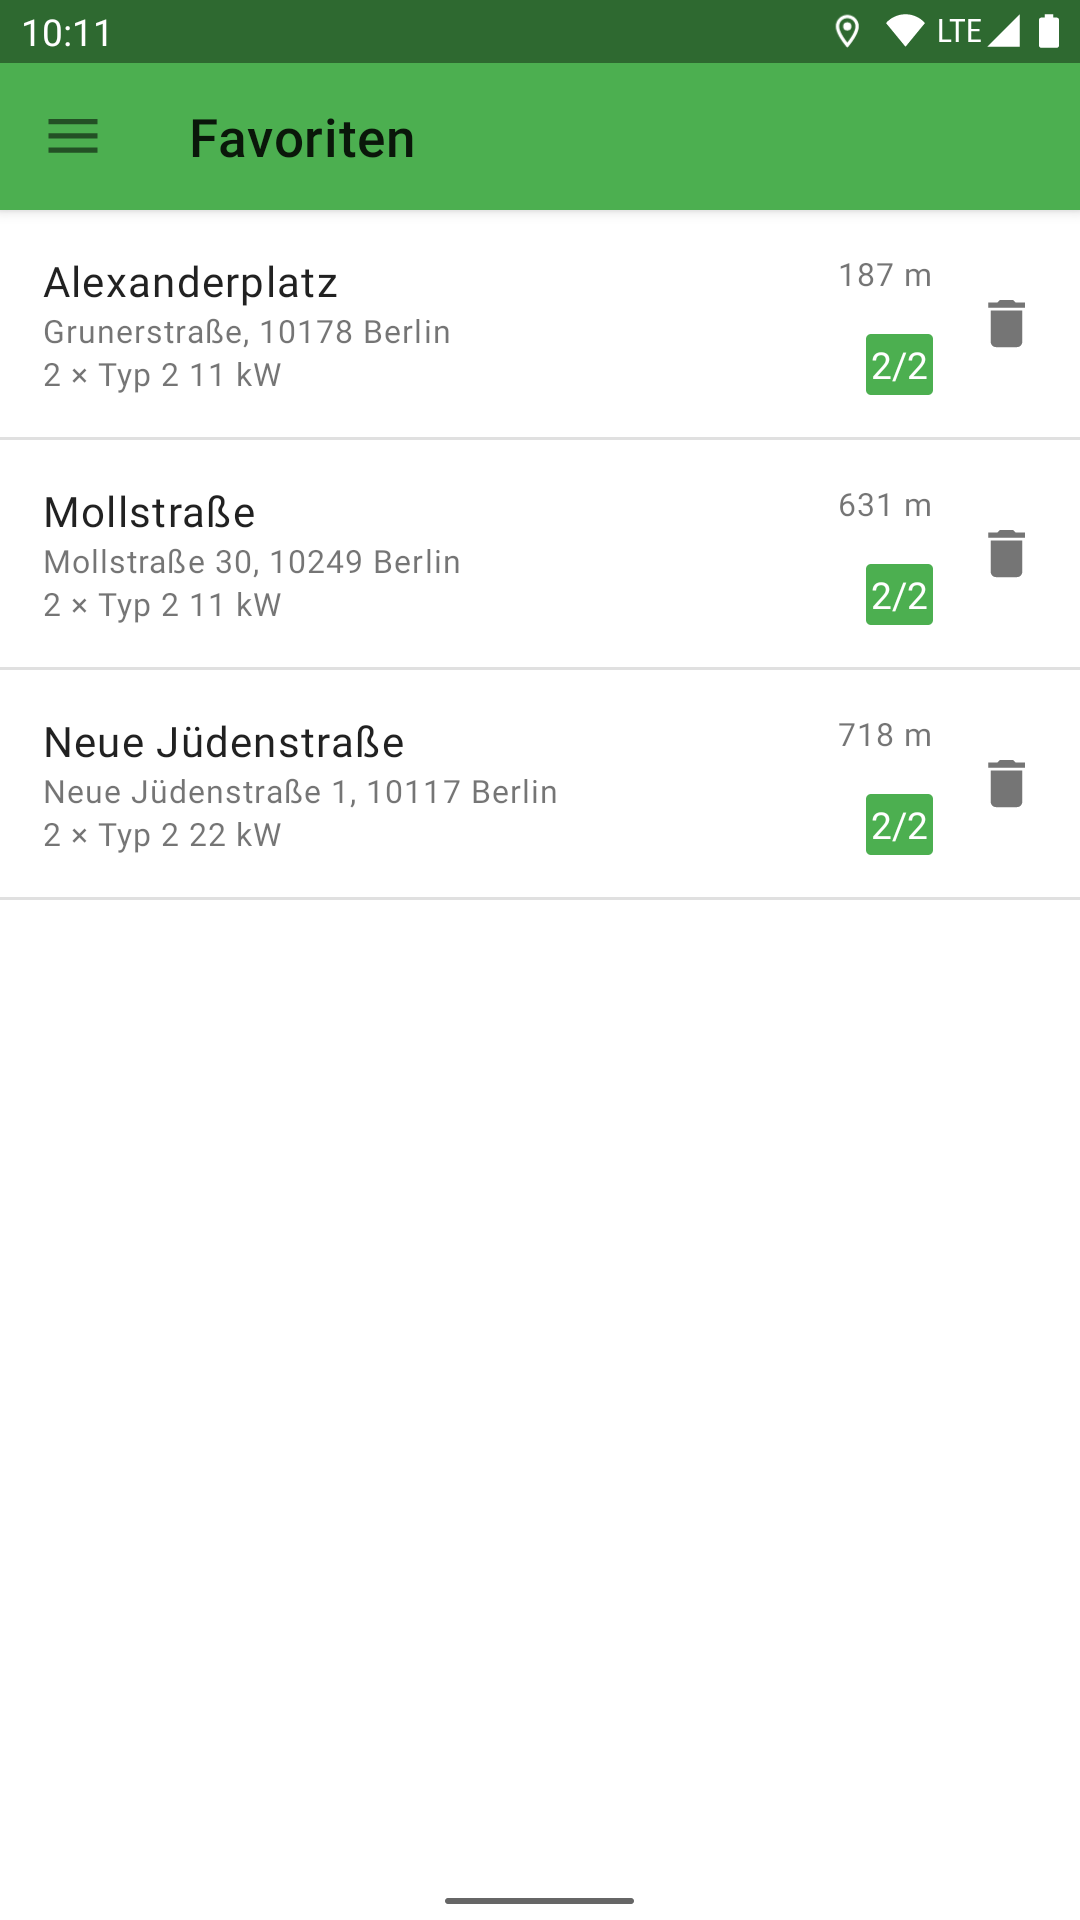 10:11 LTE
Favoriten
Alexanderplatz
187 m
Grunerstraße, 10178 Berlin
2 × Typ 2 11 kW
2/2
Mollstraße
631 m
Mollstraße 30, 10249 Berlin
2 × Typ 2 11 kW
2/2
Neue Jüdenstraße
718 m
Neue Jüdenstraße 1, 10117 Berlin
2 × Typ 2 22 kW
2/2